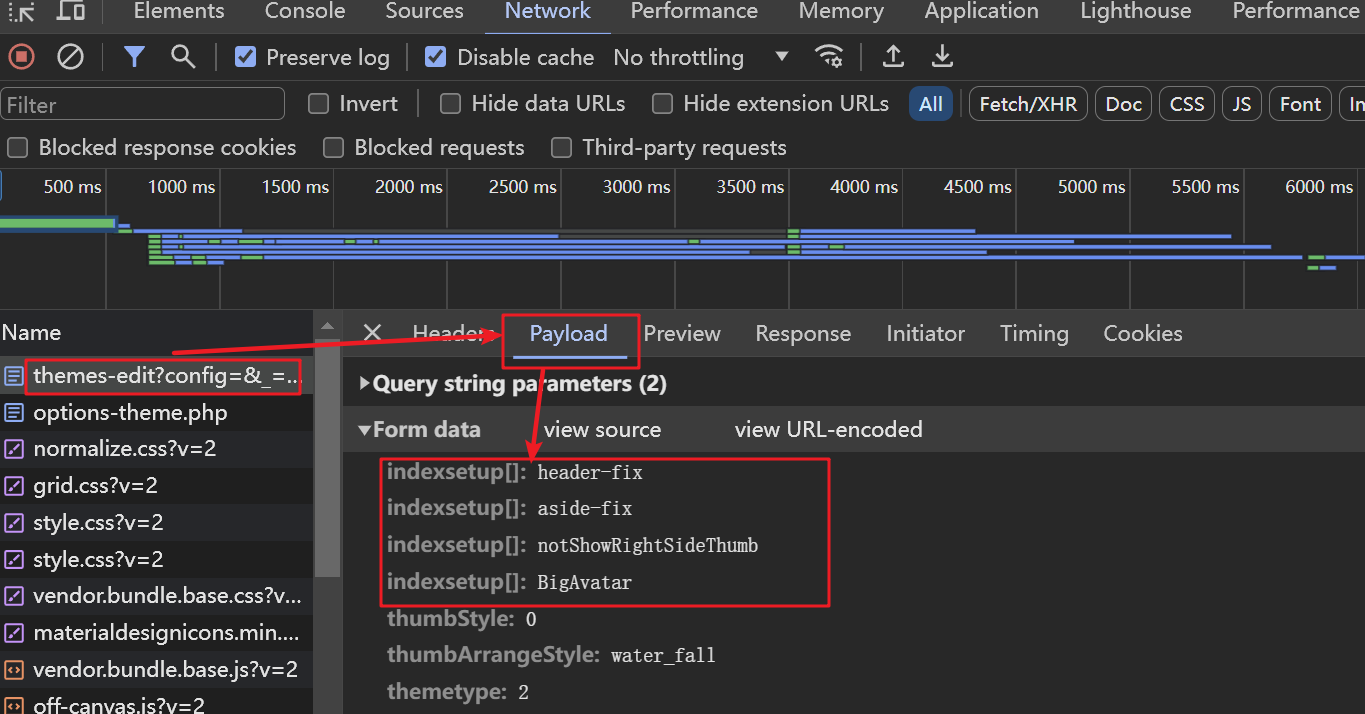 Elements Console Sources Network Performance Memory Application Lighthouse Performance
Preserve log Disable cache No throttling
Filter Invert Hide data URLs Hide extension URLs All Fetch/XHR Doc CSS JS Font
Blocked response cookies Blocked requests Third-party requests
500 ms 1000 ms 1500 ms 2000 ms 2500 ms 3000 ms 3500 ms 4000 ms 4500 ms 5000 ms 5500 ms 6000 ms
Name
Headers Payload Preview Response Initiator Timing Cookies
themes-edit?config=&_=...
options-theme.php
normalize.css?v=2
grid.css?v=2
style.css?v=2
style.css?v=2
vendor.bundle.base.css?v...
materialdesignicons.min....
vendor.bundle.base.js?v=2
off-canvas.js?v=2
Query string parameters (2)
Form data view source view URL-encoded
indexsetup[]: header-fix
indexsetup[]: aside-fix
indexsetup[]: notShowRightSideThumb
indexsetup[]: BigAvatar
thumbStyle: 0
thumbArrangeStyle: water_fall
themetype: 2